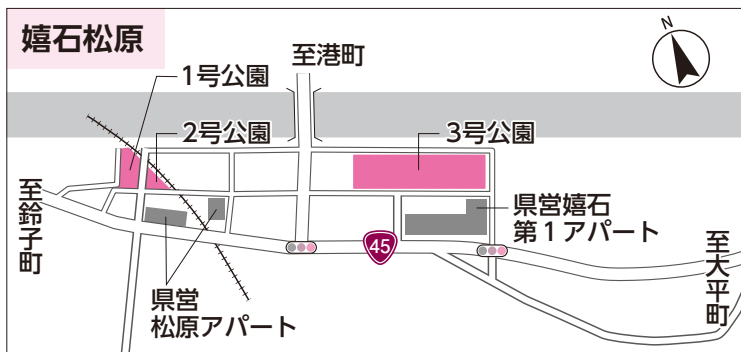 嬉石松原
N
至港町
1号公園
2号公園
3号公園
至鈴子町
県営嬉石
第1アパート
45
至大平町
県営
松原アパート